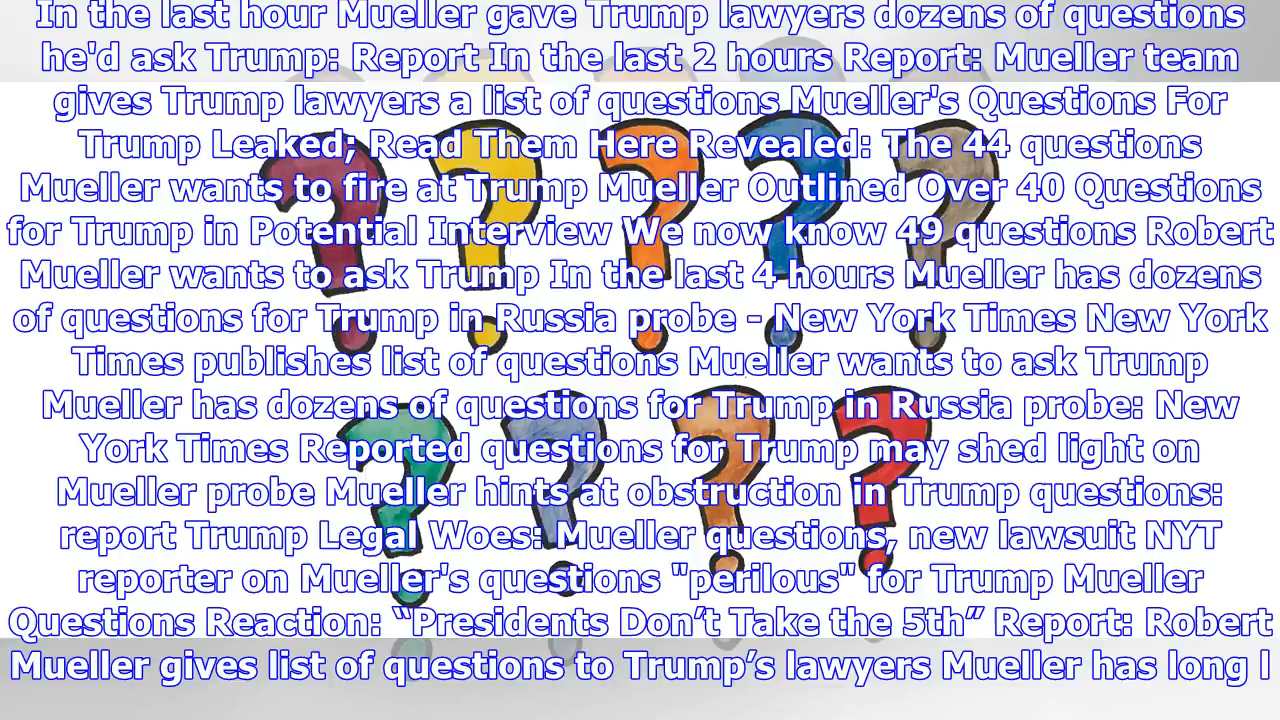 In the last hour Mueller gave Trump lawyers dozens of questions
he'd ask Trump: Report In the last 2 hours Report: Mueller team
gives Trump lawyers a list of questions Mueller's Questions For
Trump Leaked; Read Them Here Revealed: The 44 questions
Mueller wants to fire at Trump Mueller Outlined Over 40 Questions
for Trump in Potential Interview We now know 49 questions Robert
Mueller wants to ask Trump In the last 4 hours Mueller has dozens
of questions for Trump in Russia probe - New York Times New York
Times publishes list of questions Mueller wants to ask Trump
Mueller has dozens of questions for Trump in Russia probe: New
York Times Reported questions for Trump may shed light on
Mueller probe Mueller hints at obstruction in Trump questions:
report Trump Legal Woes: Mueller questions, new lawsuit NYT
reporter on Mueller's questions "perilous" for Trump Mueller
Questions Reaction: “Presidents Don’t Take the 5th” Report: Robert
Mueller gives list of questions to Trump’s lawyers Mueller has long l